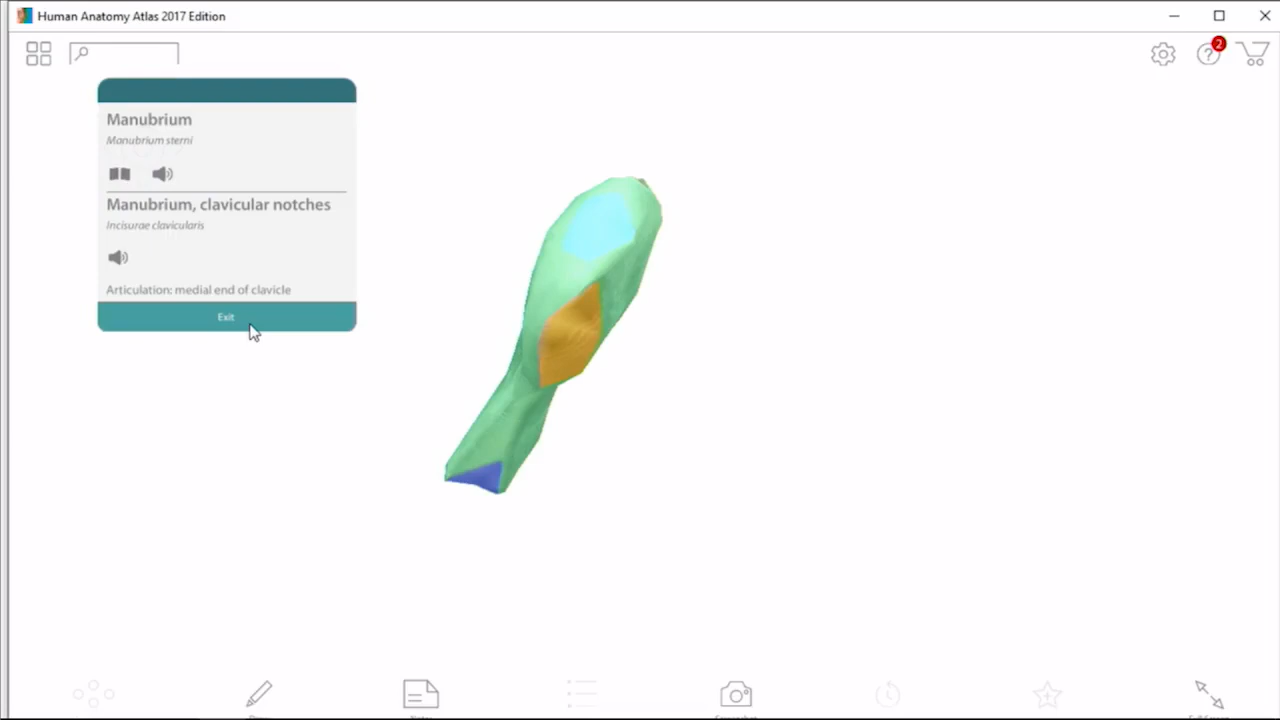 Human Anatomy Atlas 2017 Edition
2
Manubrium
Manubrium sterni
Manubrium, clavicular notches
Incisurae clavicularis
Articulation: medial end of clavicle
Exit